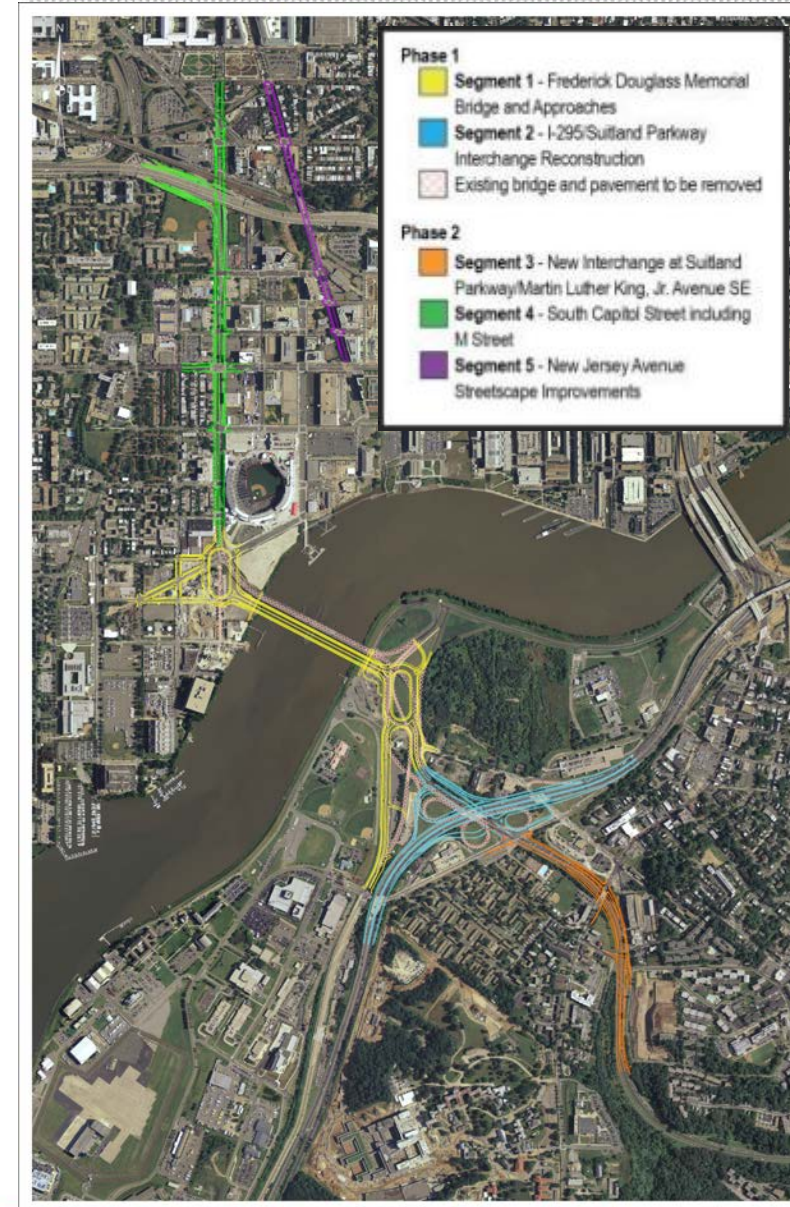 Phase 1
Segment 1 - Frederick Douglass Memorial
Bridge and Approaches
Segment 2 - I-295/Suitland Parkway
Interchange Reconstruction
Existing bridge and pavement to be removed
Phase 2
Segment 3 - New Interchange at Suitland
Parkway/Martin Luther King, Jr. Avenue SE
Segment 4 - South Capitol Street including
M Street
Segment 5 - New Jersey Avenue
Streetscape Improvements